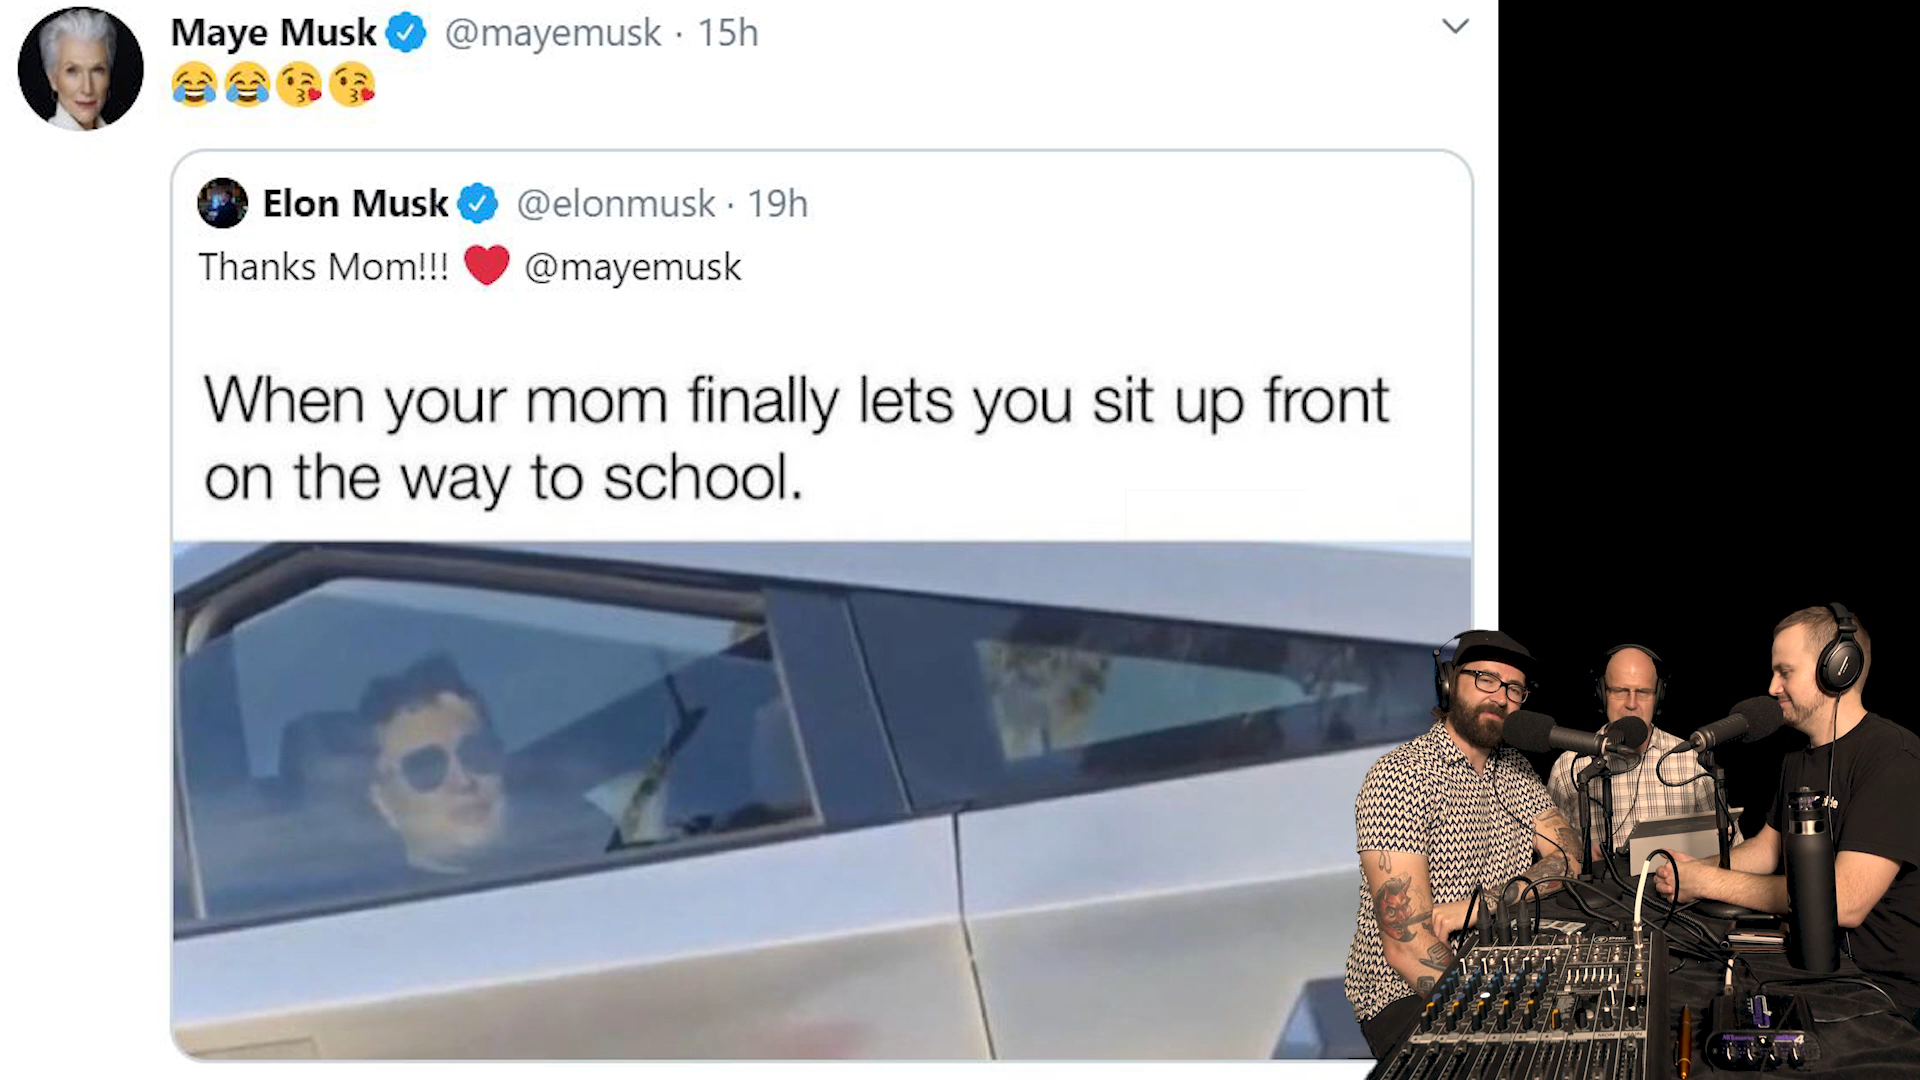 Maye Musk @mayemusk · 15h
😂😂😘😘
Elon Musk @elonmusk · 19h
Thanks Mom!!! ❤️ @mayemusk
When your mom finally lets you sit up front
on the way to school.